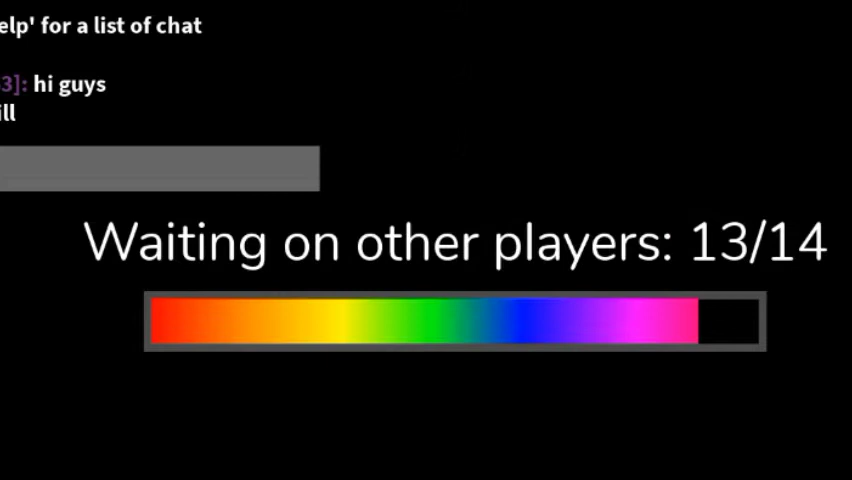 elp' for a list of chat
3]: hi guys
ill
Waiting on other players: 13/14